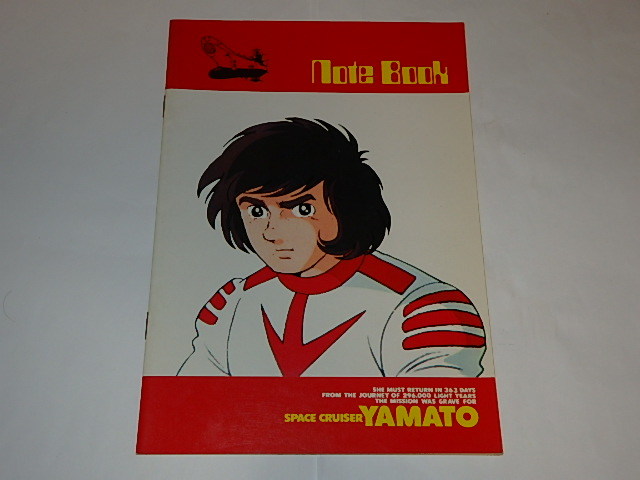 Note Book
SHE MUST RETURN IN 363 DAYS
FROM THE JOURNEY OF 296.000 LIGHT YEARS
THE MISSION WAS GRAVE FOR
SPACE CRUISER YAMATO